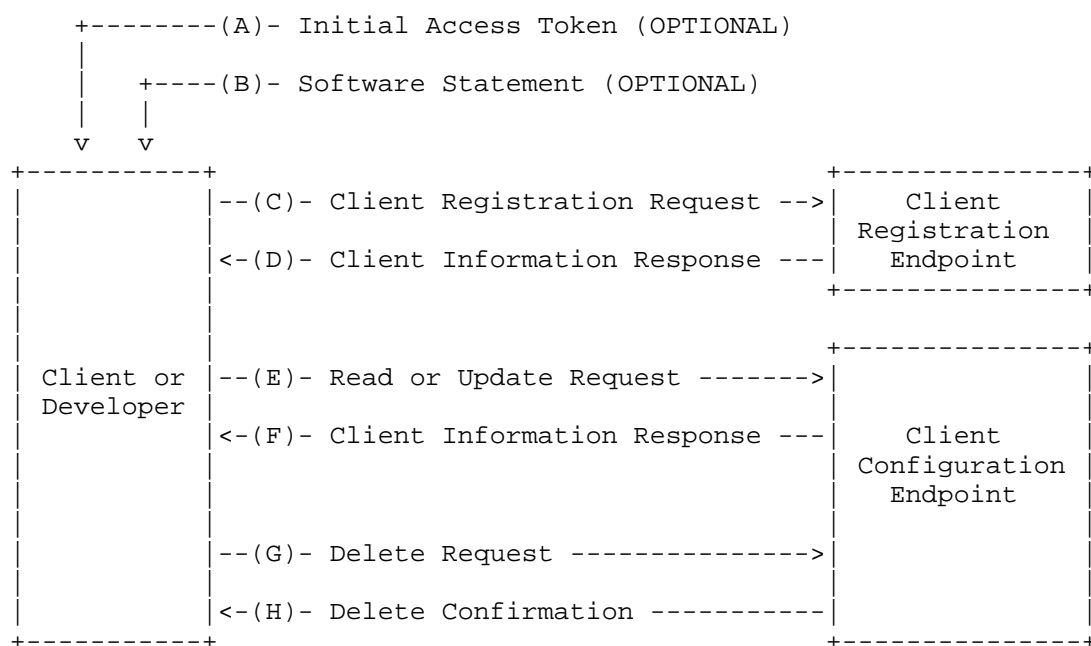 +--------(A)- Initial Access Token (OPTIONAL)
+----(B)- Software Statement (OPTIONAL)
v v
+-----------+ +---------------+
--(C)- Client Registration Request --> Client
Registration
<-(D)- Client Information Response --- Endpoint
+---------------+
+---------------+
Client or --(E)- Read or Update Request ------->
Developer
<-(F)- Client Information Response --- Client
Configuration
Endpoint
--(G)- Delete Request --------------->
<-(H)- Delete Confirmation -----------
+-----------+ +---------------+